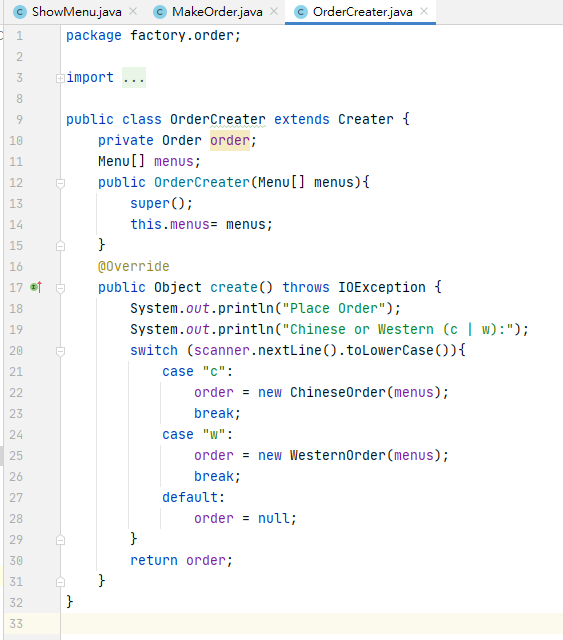 ShowMenu.java MakeOrder.java OrderCreater.java
1 package factory.order;
2
3 import ...
8
9 public class OrderCreater extends Creater {
10 private Order order;
11 Menu[] menus;
12 public OrderCreater(Menu[] menus){
13 super();
14 this.menus= menus;
15 }
16 @Override
17 public Object create() throws IOException {
18 System.out.println("Place Order");
19 System.out.println("Chinese or Western (c | w):");
20 switch (scanner.nextLine().toLowerCase()){
21 case "c":
22 order = new ChineseOrder(menus);
23 break;
24 case "w":
25 order = new WesternOrder(menus);
26 break;
27 default:
28 order = null;
29 }
30 return order;
31 }
32 }
33